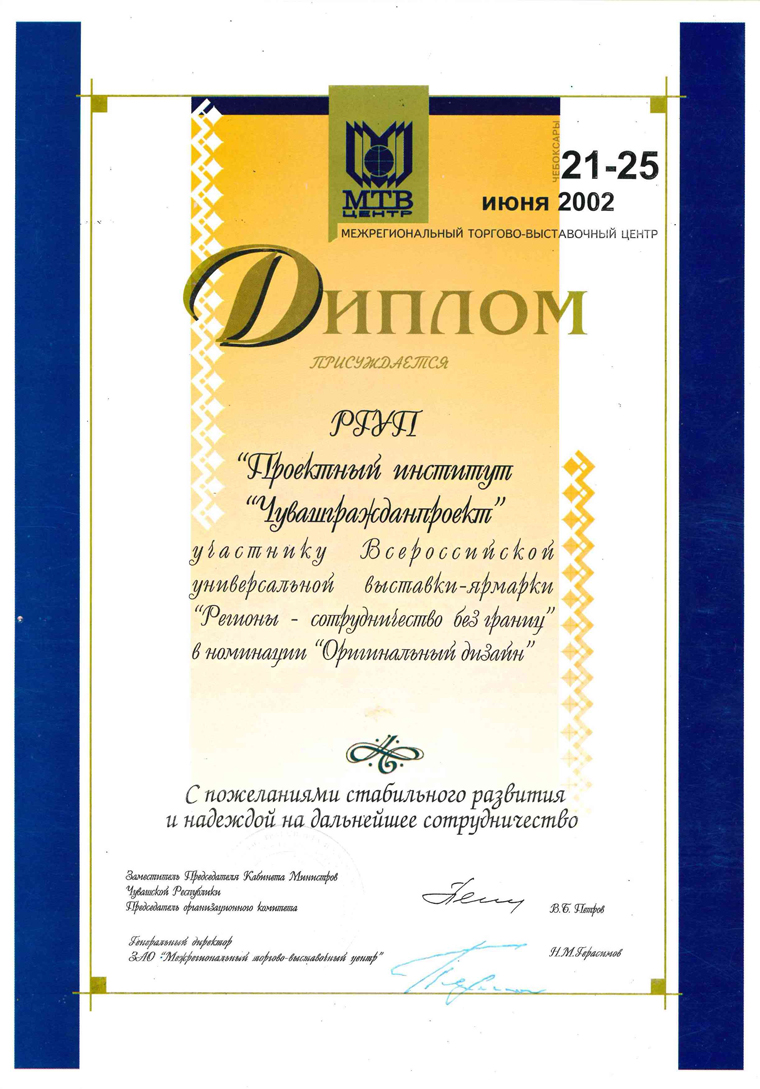 МТВ
ЦЕНТР
ЧЕБОКСАРЫ
21-25
июня 2002
МЕЖРЕГИОНАЛЬНЫЙ ТОРГОВО-ВЫСТАВОЧНЫЙ ЦЕНТР
ДИПЛОМ
ПРИСУЖДАЕТСЯ
РГУП
“Проектный институт
“Чувашгражданпроект”
участнику Всероссийской
универсальной выставки-ярмарки
“Регионы - сотрудничество без границ”
в номинации “Оригинальный дизайн”
С пожеланиями стабильного развития
и надеждой на дальнейшее сотрудничество
Заместитель Председателя Кабинета Министров
Чувашской Республики
Председатель организационного комитета
В.Б. Петров
Генеральный директор
ЗАО “Межрегиональный торгово-выставочный центр”
Н.М.Герасимов